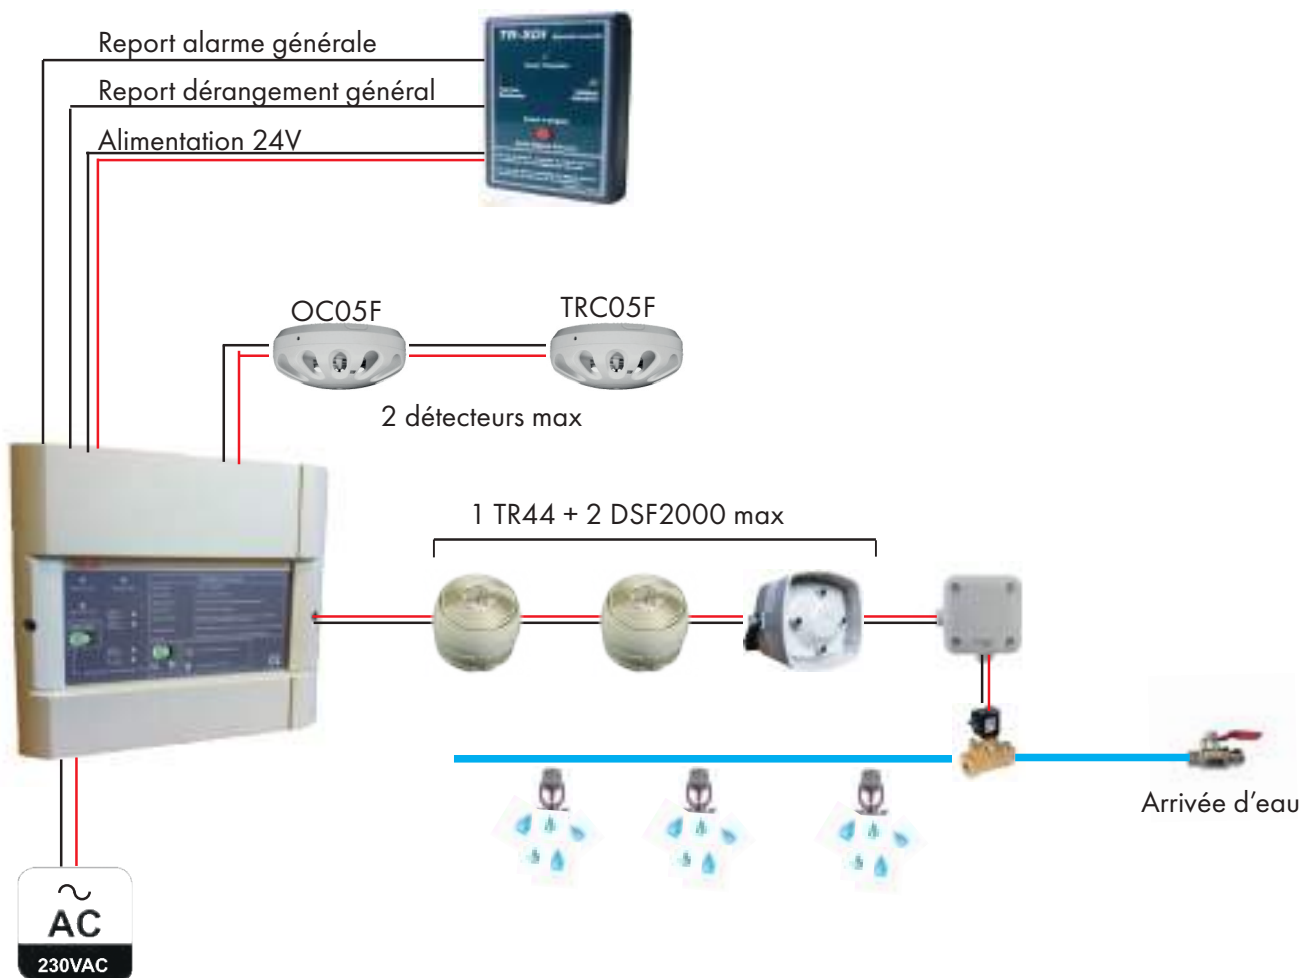 Report alarme générale
Report dérangement général
Alimentation 24V
OC05F
TRC05F
2 détecteurs max
1 TR44 + 2 DSF2000 max
Arrivée d'eau
AC
230VAC